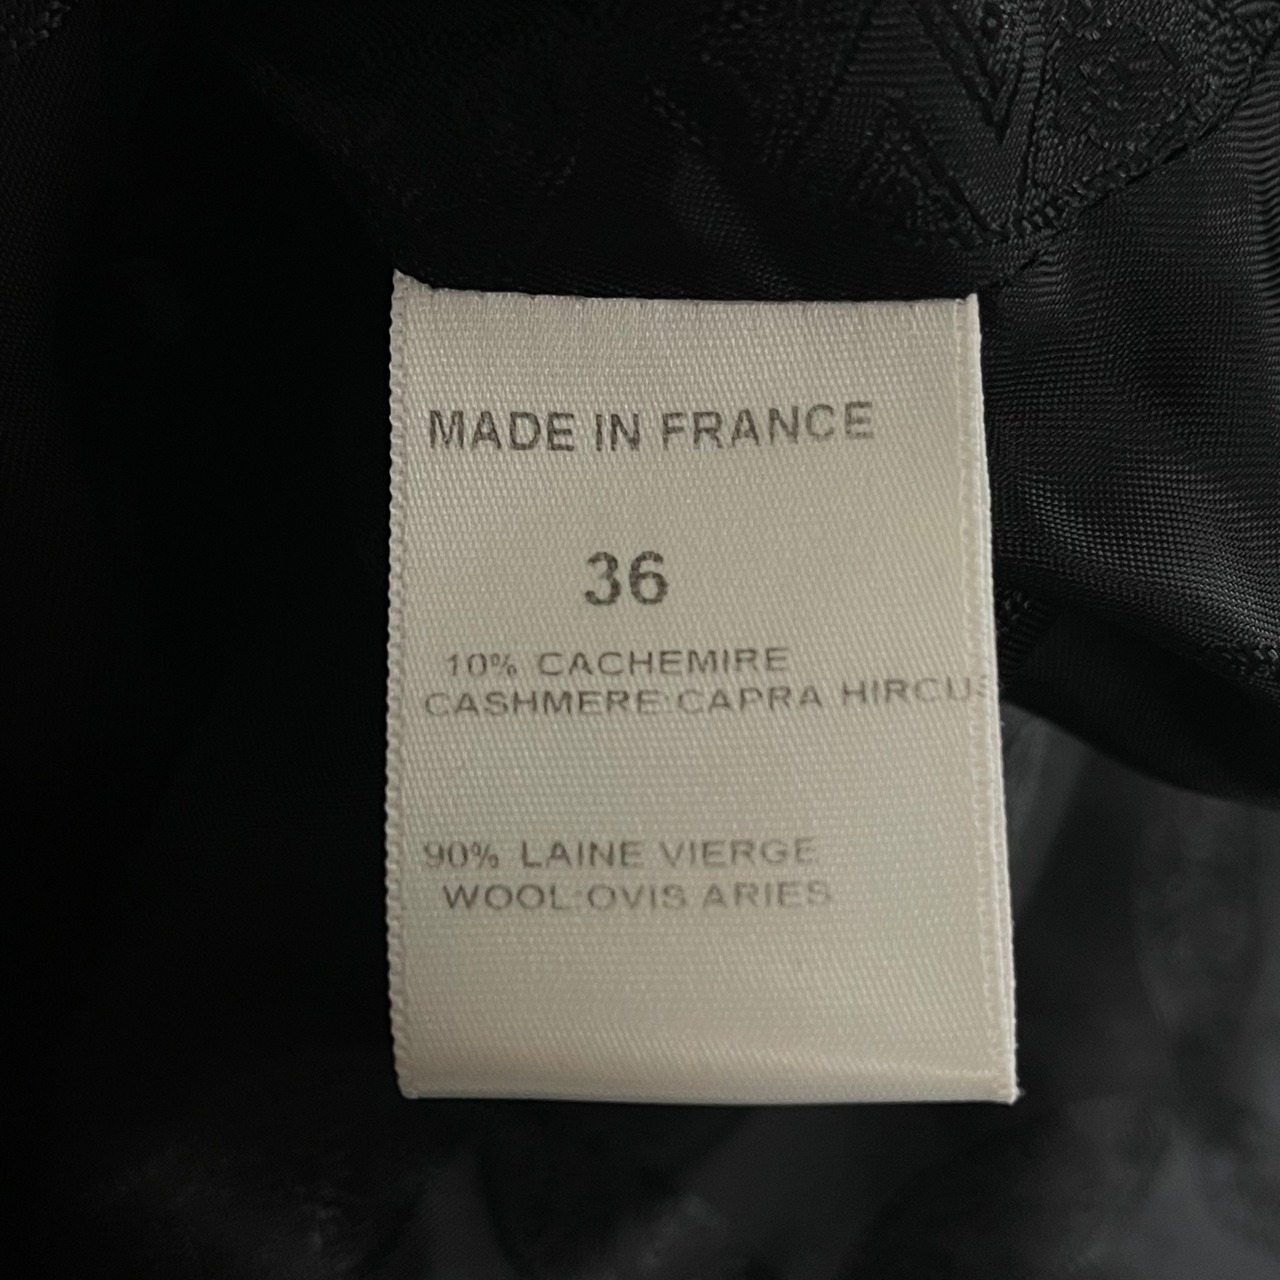 MADE IN FRANCE
36
10% CACHEMIRE
CASHMERE:CAPRA HIRCUS
90% LAINE VIERGE
WOOL:OVIS ARIES